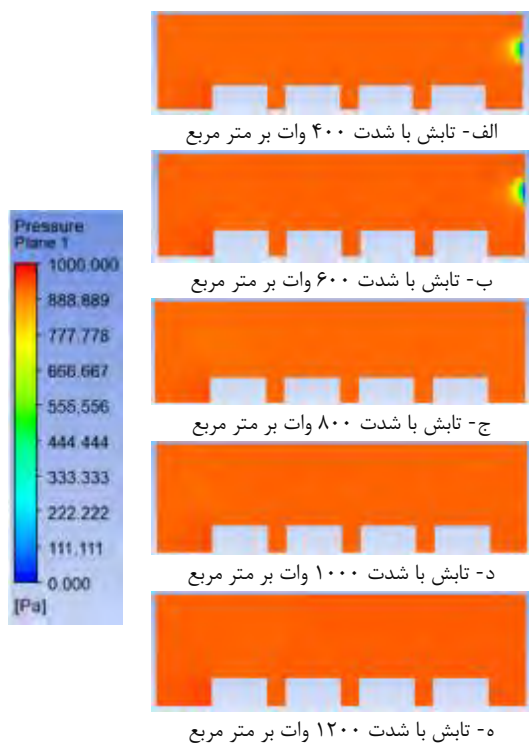 الف- تابش با شدت ۴۰۰ وات بر متر مربع
ب- تابش با شدت ۶۰۰ وات بر متر مربع
Pressure
Plane 1
1000.000
888.889
777.778
666.667
555.556
444.444
333.333
222.222
111.111
0.000
[Pa]
ج- تابش با شدت ۸۰۰ وات بر متر مربع
د- تابش با شدت ۱۰۰۰ وات بر متر مربع
ه- تابش با شدت ۱۲۰۰ وات بر متر مربع